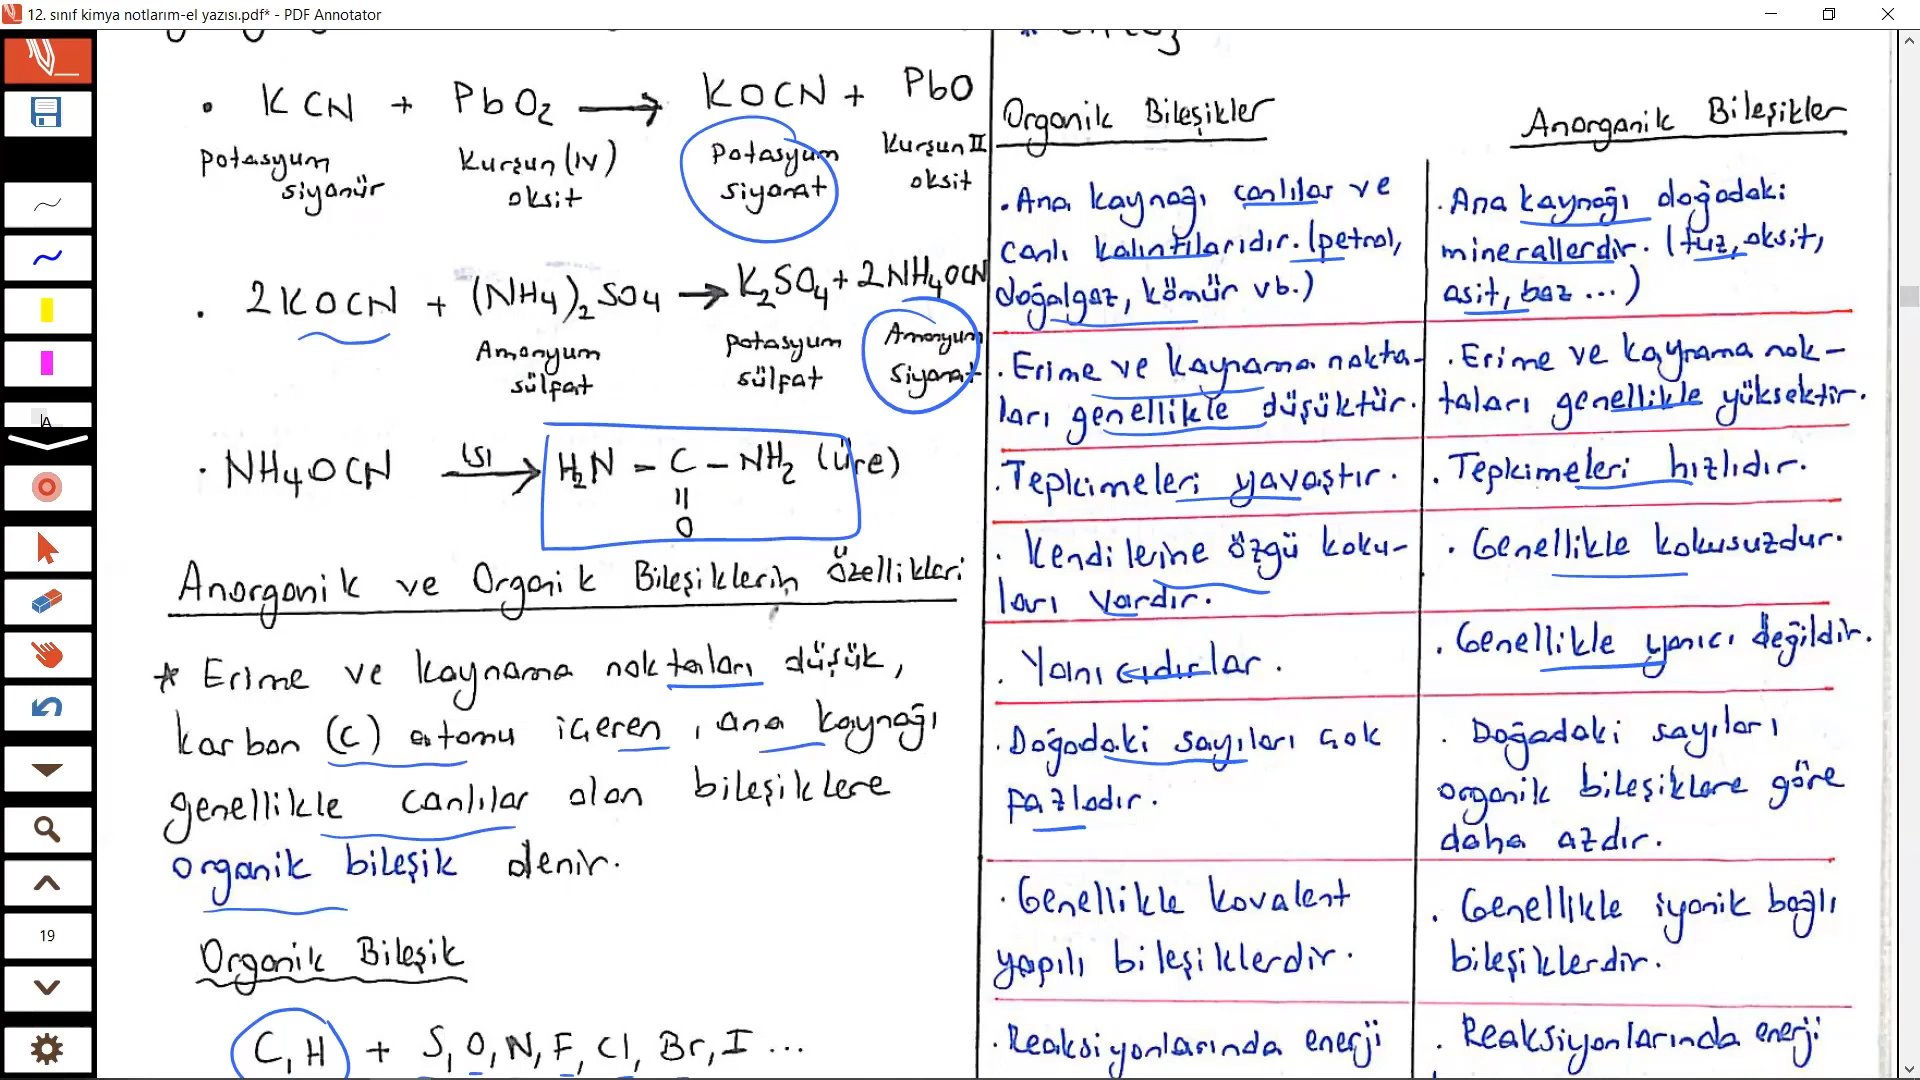 12. sınıf kimya notlarım-el yazısı.pdf* - PDF Annotator
• KCN + PbO2 → KOCN + PbO
potasyum siyanür
Kurşun (IV) oksit
Potasyum siyanat
Kurşun II oksit
• 2KOCN + (NH4)2SO4 → K2SO4 + 2NH4OCN
Amonyum sülfat
potasyum sülfat
Amonyum siyanat
• NH4OCN ısı → H2N – C – NH2 (üre)
||
O
Anorganik ve Organik Bileşiklerin özellikleri
* Erime ve kaynama noktaları düşük,
karbon (C) atomu içeren, ana kaynağı
genellikle canlılar olan bileşiklere
organik bileşik denir.
Organik Bileşik
C, H + S, O, N, F, Cl, Br, I ...
Organik Bileşikler
• Ana kaynağı canlılar ve
canlı kalıntılarıdır. (petrol,
doğalgaz, kömür vb.)
• Erime ve kaynama nokta-
ları genellikle düşüktür.
• Tepkimeleri yavaştır.
• Kendilerine özgü koku-
ları vardır.
• Yanıcıdırlar.
• Doğadaki sayıları çok
fazladır.
• Genellikle kovalent
yapılı bileşiklerdir.
• Reaksiyonlarında enerji
Anorganik Bileşikler
• Ana kaynağı doğadaki
minerallerdir. (tuz, oksit,
asit, baz ...)
• Erime ve kaynama nok-
taları genellikle yüksektir.
• Tepkimeleri hızlıdır.
• Genellikle kokusuzdur.
• Genellikle yanıcı değildir.
• Doğadaki sayıları
organik bileşiklere göre
daha azdır.
• Genellikle iyonik bağlı
bileşiklerdir.
• Reaksiyonlarında enerji
A
19